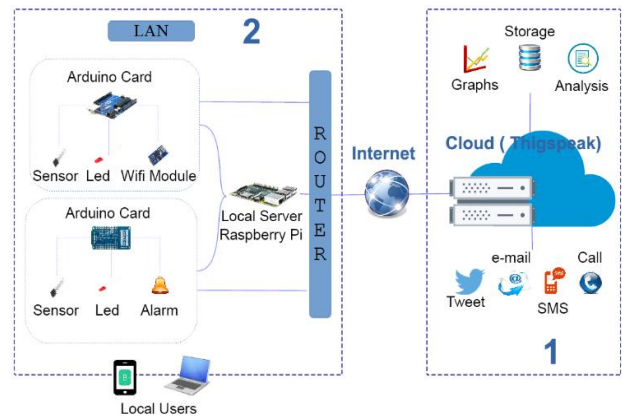 LAN
2
Arduino Card
Sensor
Led
Wifi Module
Arduino Card
Sensor
Led
Alarm
Local Server
Raspberry Pi
ROUTER
Internet
Local Users
Storage
Graphs
Analysis
Cloud ( Thigspeak)
e-mail
Call
Tweet
SMS
1